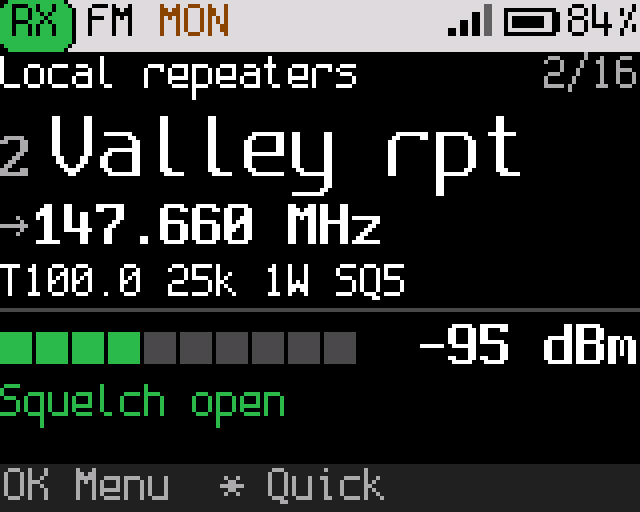 RX FM MON 84%
Local repeaters 2/16
2 Valley rpt
→147.660 MHz
T100.0 25k 1W SQ5
-95 dBm
Squelch open
OK Menu * Quick